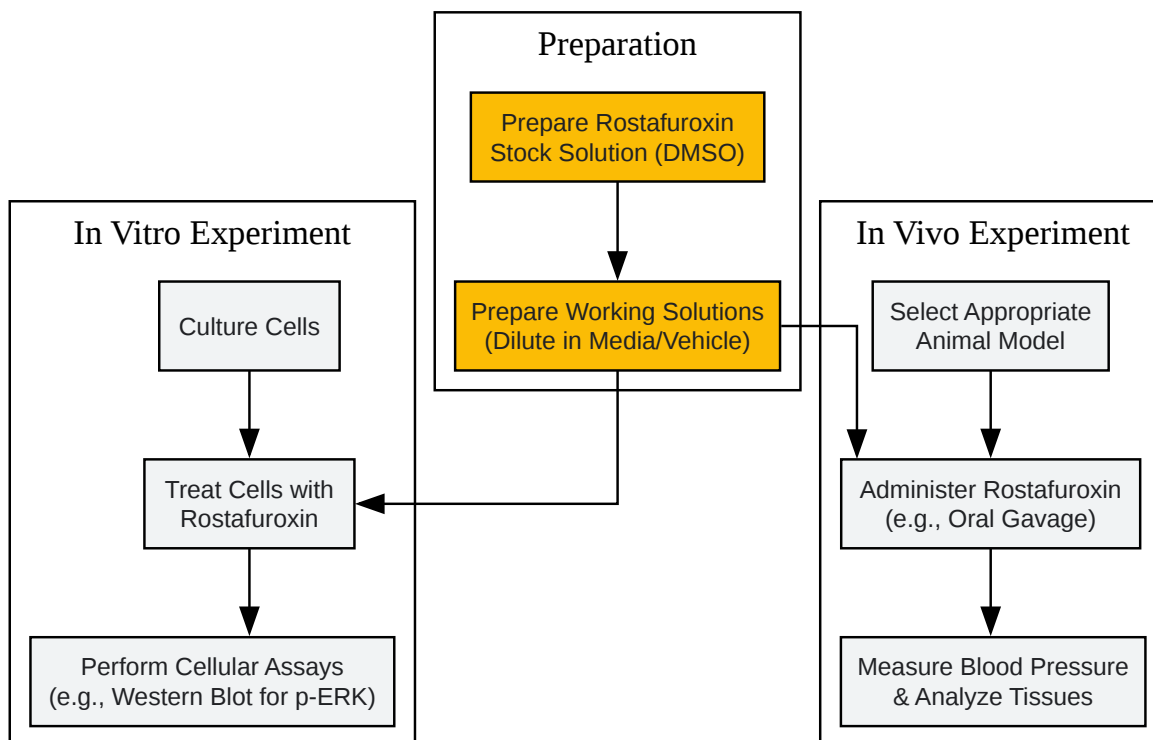 Preparation
Prepare Rostafuroxin
Stock Solution (DMSO)
Prepare Working Solutions
(Dilute in Media/Vehicle)
In Vitro Experiment
Culture Cells
Treat Cells with
Rostafuroxin
Perform Cellular Assays
(e.g., Western Blot for p-ERK)
In Vivo Experiment
Select Appropriate
Animal Model
Administer Rostafuroxin
(e.g., Oral Gavage)
Measure Blood Pressure
& Analyze Tissues